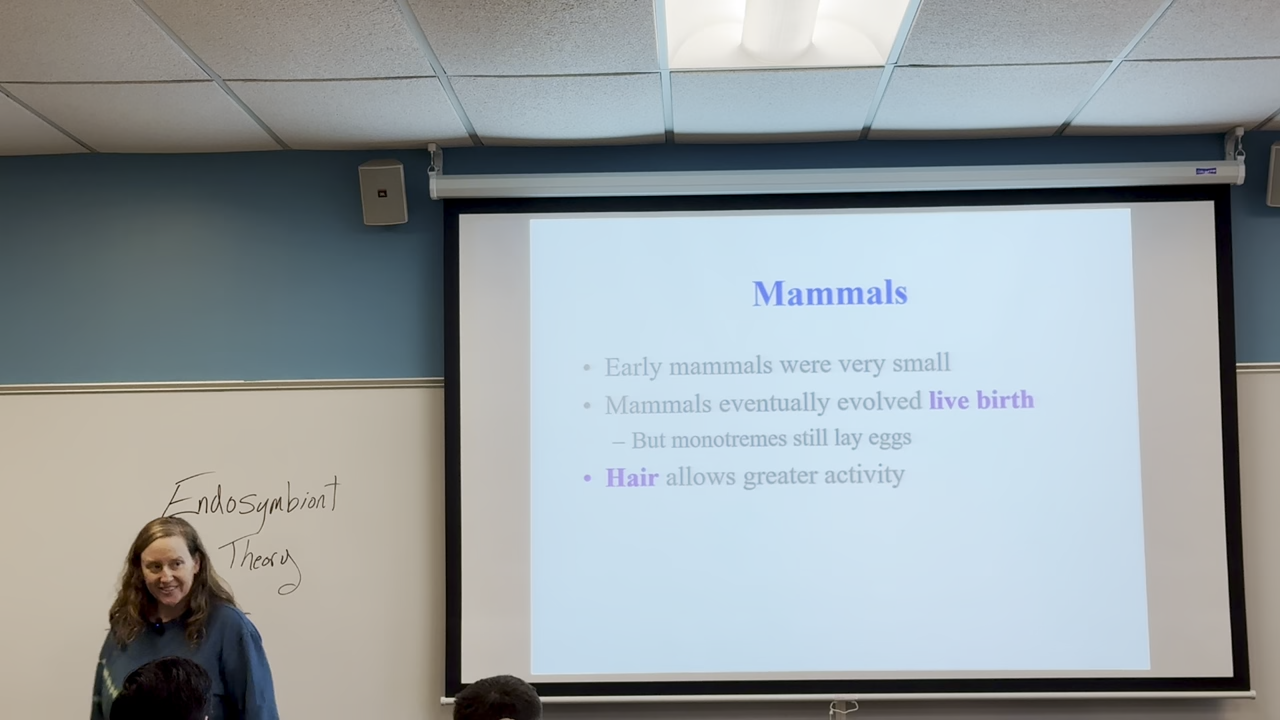 Mammals
• Early mammals were very small
• Mammals eventually evolved live birth
– But monotremes still lay eggs
• Hair allows greater activity
Endosymbiont
Theory